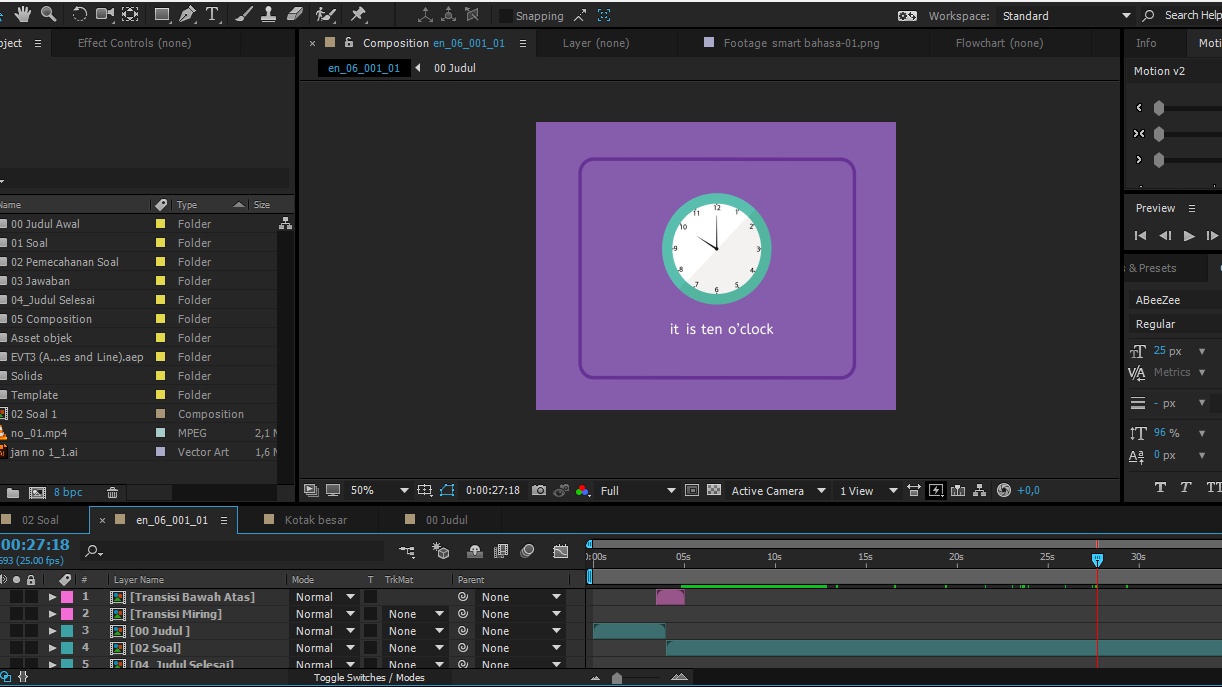 Snapping
Workspace: Standard
Search Help
oject
Effect Controls (none)
Composition en_06_001_01
Layer (none)
Footage smart bahasa-01.png
Flowchart (none)
Info
Moti
en_06_001_01
00 Judul
Motion v2
12
11
1
10
2
9
3
8
4
7
5
6
it is ten o'clock
Name
Type
Size
00 Judul Awal Folder
01 Soal Folder
02 Pemecahanan Soal Folder
03 Jawaban Folder
04_Judul Selesai Folder
05 Composition Folder
Asset objek Folder
EVT3 (A...es and Line).aep Folder
Solids Folder
Template Folder
02 Soal 1 Composition
no_01.mp4 MPEG 2,1 M
jam no 1_1.ai Vector Art 1,6 M
8 bpc
Preview
s & Presets
ABeeZee
Regular
25 px
Metrics
- px
96 %
0 px
T T TT
50%
0:00:27:18
Full
Active Camera
1 View
+0,0
02 Soal
en_06_001_01
Kotak besar
00 Judul
00:27:18
693 (25.00 fps)
:00s 05s 10s 15s 20s 25s 30s
# Layer Name Mode T TrkMat Parent
1 [Transisi Bawah Atas] Normal None
2 [Transisi Miring] Normal None None
3 [00 Judul ] Normal None None
4 [02 Soal] Normal None None
5 [04_Judul Selesai] Normal None None
Toggle Switches / Modes